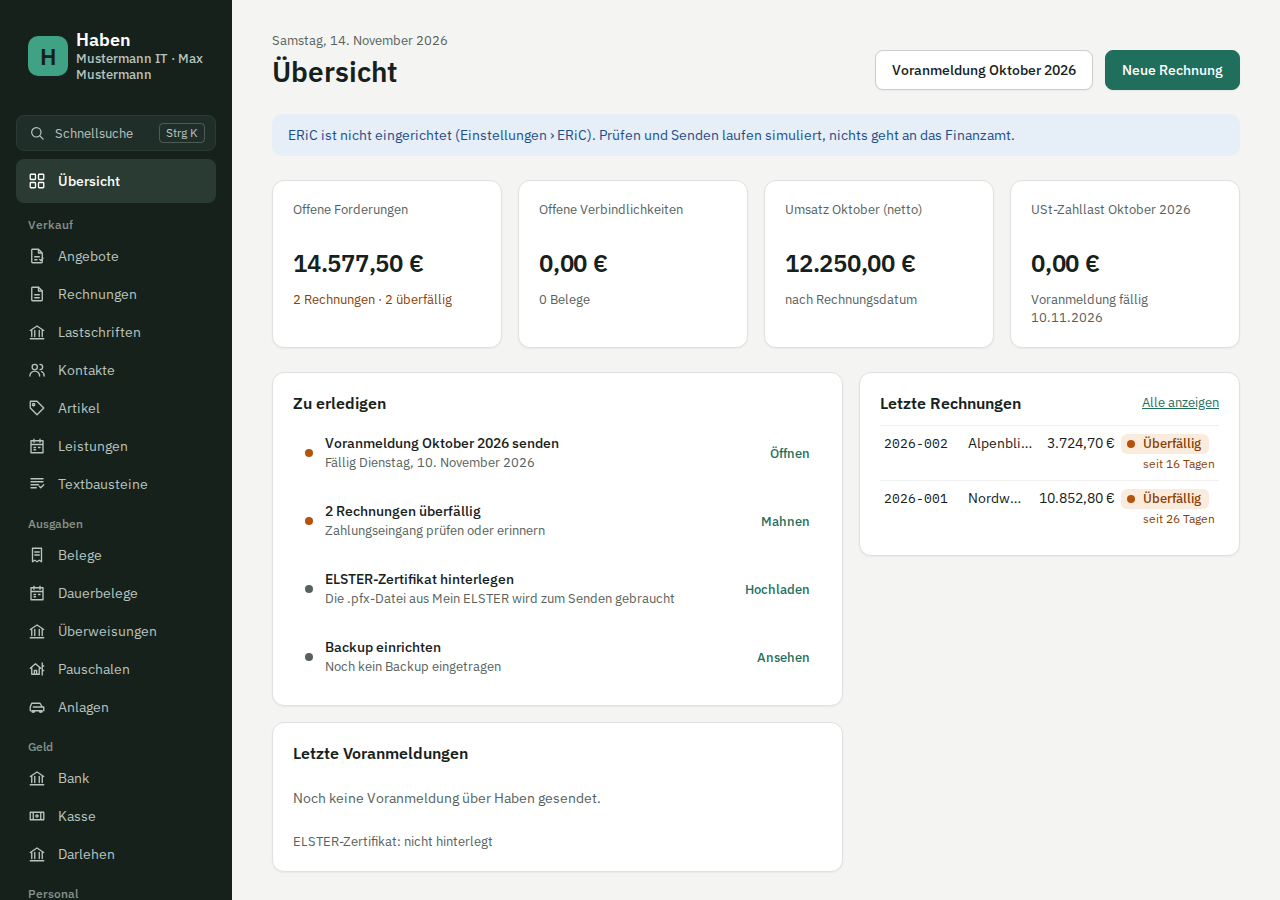 H
Haben
Mustermann IT · Max
Mustermann
Schnellsuche
Strg K
Übersicht
Verkauf
Angebote
Rechnungen
Lastschriften
Kontakte
Artikel
Leistungen
Textbausteine
Ausgaben
Belege
Dauerbelege
Überweisungen
Pauschalen
Anlagen
Geld
Bank
Kasse
Darlehen
Personal
Samstag, 14. November 2026
Übersicht
Voranmeldung Oktober 2026
Neue Rechnung
ERiC ist nicht eingerichtet (Einstellungen › ERiC). Prüfen und Senden laufen simuliert, nichts geht an das Finanzamt.
Offene Forderungen
14.577,50 €
2 Rechnungen · 2 überfällig
Offene Verbindlichkeiten
0,00 €
0 Belege
Umsatz Oktober (netto)
12.250,00 €
nach Rechnungsdatum
USt-Zahllast Oktober 2026
0,00 €
Voranmeldung fällig
10.11.2026
Zu erledigen
Voranmeldung Oktober 2026 senden
Fällig Dienstag, 10. November 2026
Öffnen
2 Rechnungen überfällig
Zahlungseingang prüfen oder erinnern
Mahnen
ELSTER-Zertifikat hinterlegen
Die .pfx-Datei aus Mein ELSTER wird zum Senden gebraucht
Hochladen
Backup einrichten
Noch kein Backup eingetragen
Ansehen
Letzte Rechnungen
Alle anzeigen
2026-002 Alpenbli... 3.724,70 € Überfällig
seit 16 Tagen
2026-001 Nordw... 10.852,80 € Überfällig
seit 26 Tagen
Letzte Voranmeldungen
Noch keine Voranmeldung über Haben gesendet.
ELSTER-Zertifikat: nicht hinterlegt